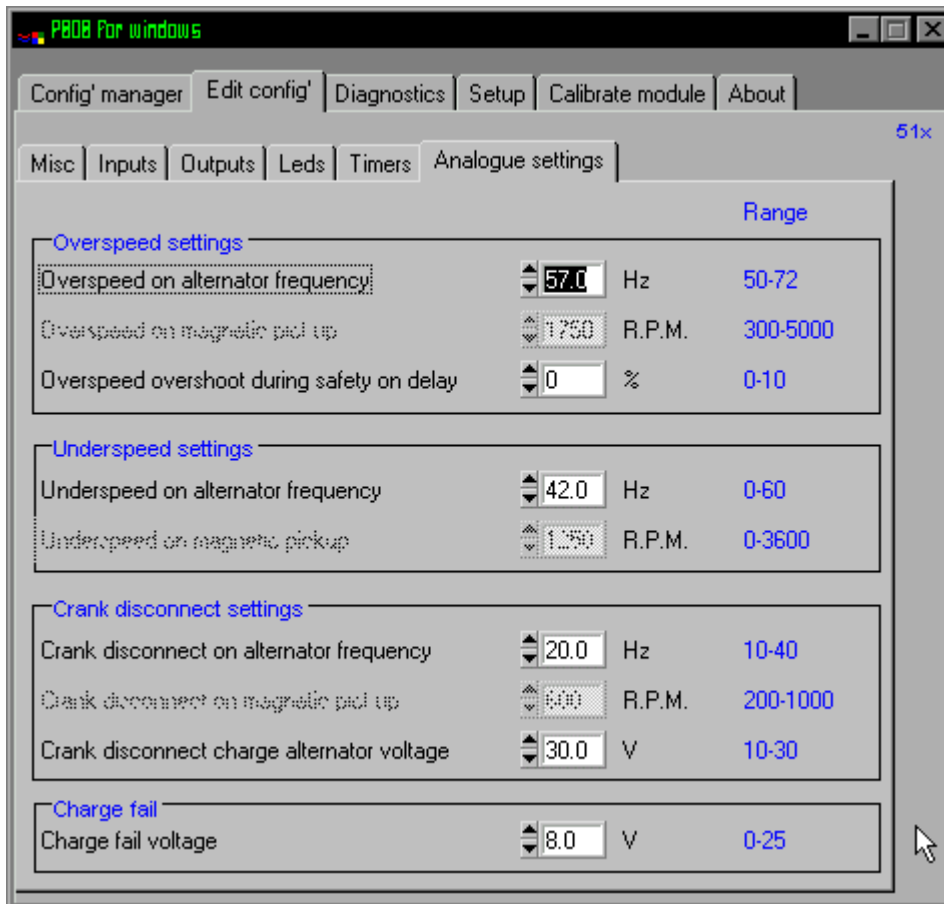 P808 For windows
Config' manager Edit config' Diagnostics Setup Calibrate module About
51x
Misc Inputs Outputs Leds Timers Analogue settings
Range
Overspeed settings
Overspeed on alternator frequency 57.0 Hz 50-72
Overspeed on magnetic pickup 1750 R.P.M. 300-5000
Overspeed overshoot during safety on delay 0 % 0-10
Underspeed settings
Underspeed on alternator frequency 42.0 Hz 0-60
Underspeed on magnetic pickup 1250 R.P.M. 0-3600
Crank disconnect settings
Crank disconnect on alternator frequency 20.0 Hz 10-40
Crank disconnect on magnetic pickup 600 R.P.M. 200-1000
Crank disconnect charge alternator voltage 30.0 V 10-30
Charge fail
Charge fail voltage 8.0 V 0-25